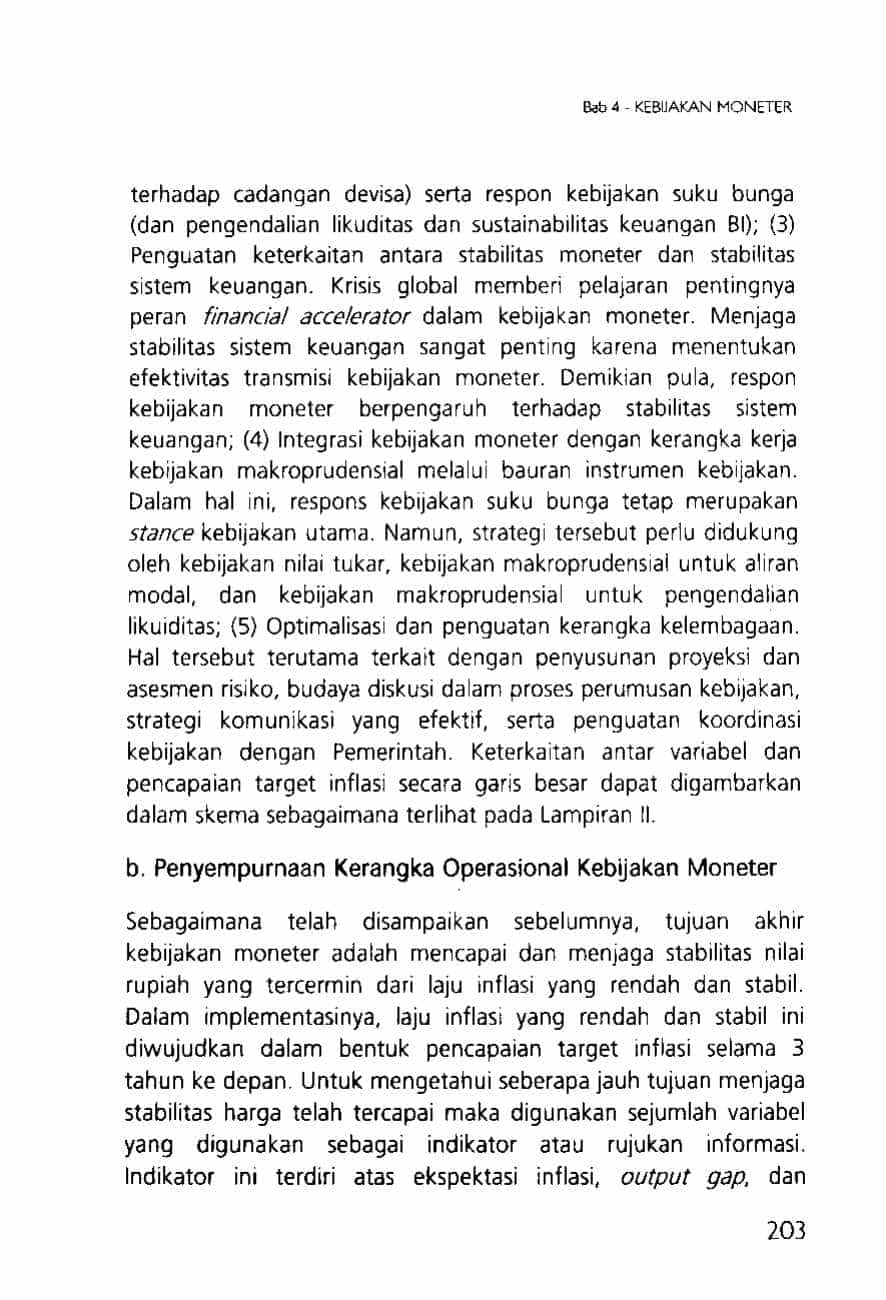 Bab 4 - KEBIJAKAN MONETER
terhadap cadangan devisa) serta respon kebijakan suku bunga
(dan pengendalian likuditas dan sustainabilitas keuangan BI); (3)
Penguatan keterkaitan antara stabilitas moneter dan stabilitas
sistem keuangan. Krisis global memberi pelajaran pentingnya
peran financial accelerator dalam kebijakan moneter. Menjaga
stabilitas sistem keuangan sangat penting karena menentukan
efektivitas transmisi kebijakan moneter. Demikian pula, respon
kebijakan moneter berpengaruh terhadap stabilitas sistem
keuangan; (4) Integrasi kebijakan moneter dengan kerangka kerja
kebijakan makroprudensial melalui bauran instrumen kebijakan.
Dalam hal ini, respons kebijakan suku bunga tetap merupakan
stance kebijakan utama. Namun, strategi tersebut perlu didukung
oleh kebijakan nilai tukar, kebijakan makroprudensial untuk aliran
modal, dan kebijakan makroprudensial untuk pengendalian
likuiditas; (5) Optimalisasi dan penguatan kerangka kelembagaan.
Hal tersebut terutama terkait dengan penyusunan proyeksi dan
asesmen risiko, budaya diskusi dalam proses perumusan kebijakan,
strategi komunikasi yang efektif, serta penguatan koordinasi
kebijakan dengan Pemerintah. Keterkaitan antar variabel dan
pencapaian target inflasi secara garis besar dapat digambarkan
dalam skema sebagaimana terlihat pada Lampiran II.
b. Penyempurnaan Kerangka Operasional Kebijakan Moneter
Sebagaimana telah disampaikan sebelumnya, tujuan akhir
kebijakan moneter adalah mencapai dan menjaga stabilitas nilai
rupiah yang tercermin dari laju inflasi yang rendah dan stabil.
Dalam implementasinya, laju inflasi yang rendah dan stabil ini
diwujudkan dalam bentuk pencapaian target inflasi selama 3
tahun ke depan. Untuk mengetahui seberapa jauh tujuan menjaga
stabilitas harga telah tercapai maka digunakan sejumlah variabel
yang digunakan sebagai indikator atau rujukan informasi.
Indikator ini terdiri atas ekspektasi inflasi, output gap, dan
203